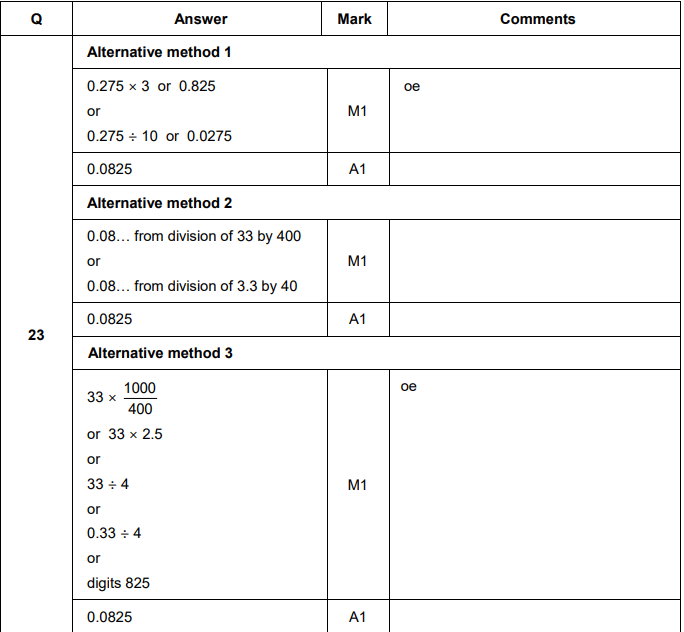 Q Answer Mark Comments
Alternative method 1
0.275 × 3 or 0.825
or
0.275 ÷ 10 or 0.0275
M1
oe
0.0825 A1
Alternative method 2
0.08… from division of 33 by 400
or
0.08… from division of 3.3 by 40
M1
0.0825 A1
23
Alternative method 3
33 × 1000/400
or 33 × 2.5
or
33 ÷ 4
or
0.33 ÷ 4
or
digits 825
M1
oe
0.0825 A1